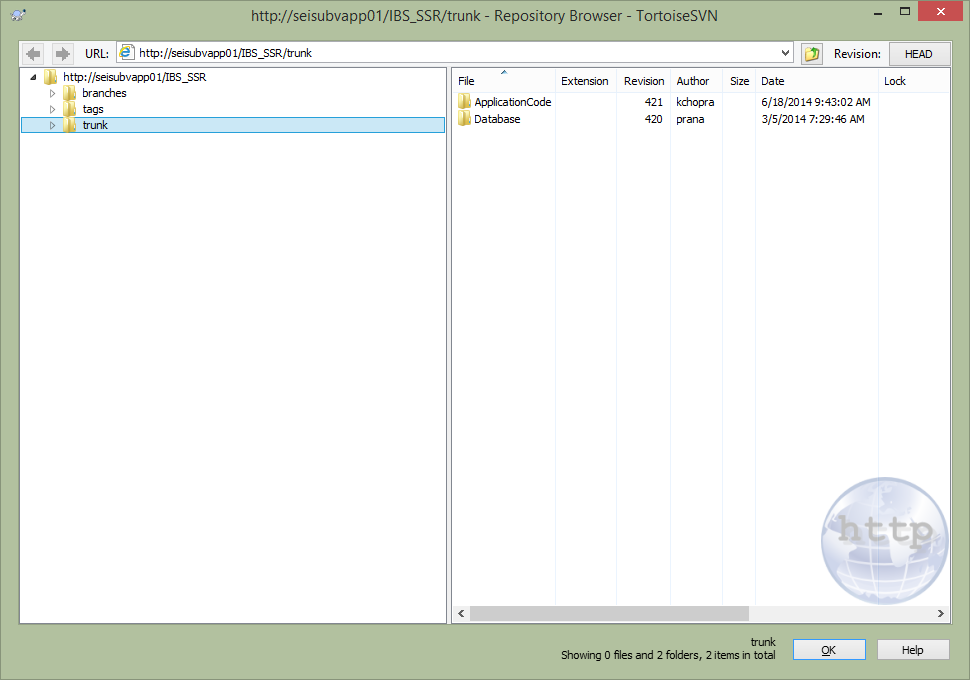 http://seisubvapp01/IBS_SSR/trunk - Repository Browser - TortoiseSVN
URL: http://seisubvapp01/IBS_SSR/trunk Revision: HEAD
http://seisubvapp01/IBS_SSR
branches
tags
trunk
File Extension Revision Author Size Date Lock
ApplicationCode 421 kchopra 6/18/2014 9:43:02 AM
Database 420 prana 3/5/2014 7:29:46 AM
http
trunk
Showing 0 files and 2 folders, 2 items in total
OK Help